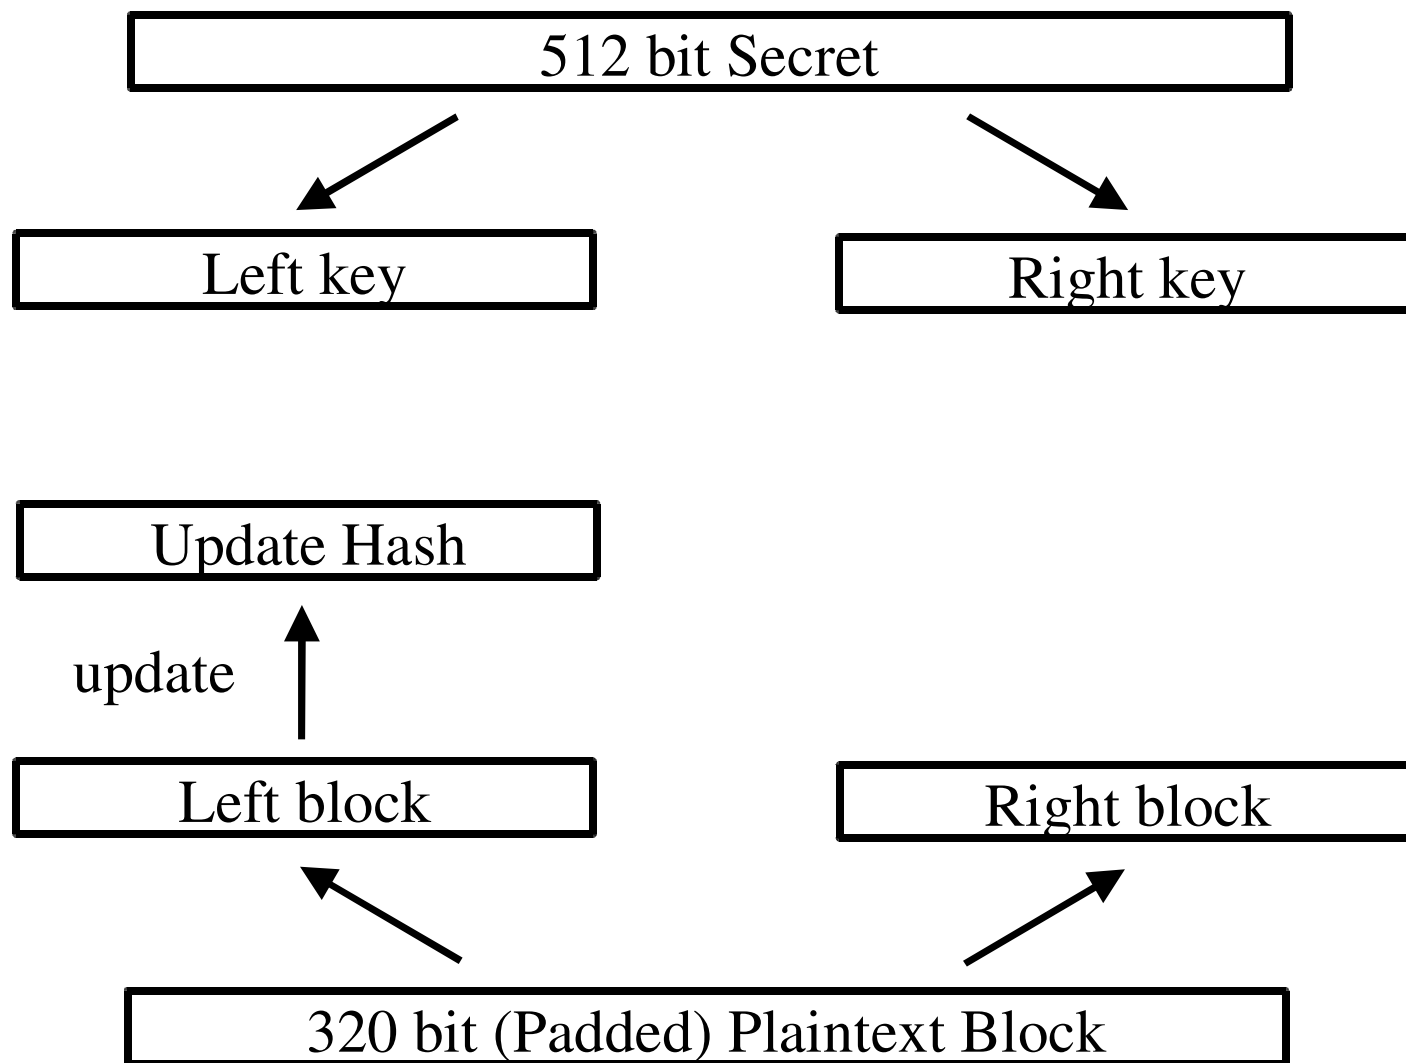 512 bit Secret
Left key
Right key
Update Hash
update
Left block
Right block
320 bit (Padded) Plaintext Block